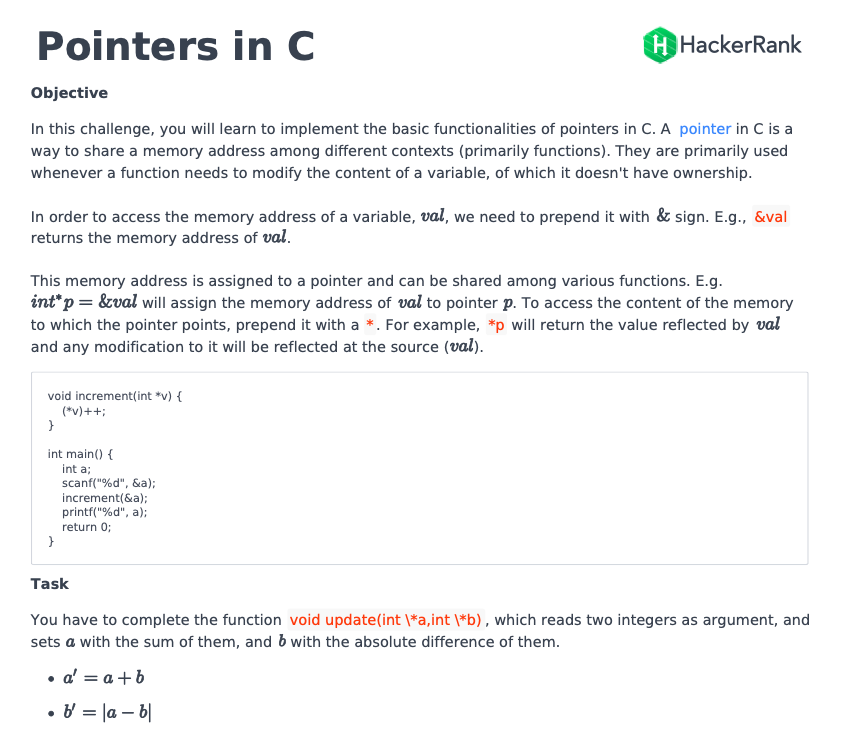 Pointers in C
HackerRank
Objective
In this challenge, you will learn to implement the basic functionalities of pointers in C. A pointer in C is a
way to share a memory address among different contexts (primarily functions). They are primarily used
whenever a function needs to modify the content of a variable, of which it doesn't have ownership.
In order to access the memory address of a variable, val, we need to prepend it with & sign. E.g., &val
returns the memory address of val.
This memory address is assigned to a pointer and can be shared among various functions. E.g.
int* p = &val will assign the memory address of val to pointer p. To access the content of the memory
to which the pointer points, prepend it with a *. For example, *p will return the value reflected by val
and any modification to it will be reflected at the source (val).
void increment(int *v) {
    (*v)++;
}
int main() {
    int a;
    scanf("%d", &a);
    increment(&a);
    printf("%d", a);
    return 0;
}
Task
You have to complete the function void update(int \*a,int \*b), which reads two integers as argument, and
sets a with the sum of them, and b with the absolute difference of them.
• a′ = a + b
• b′ = |a − b|